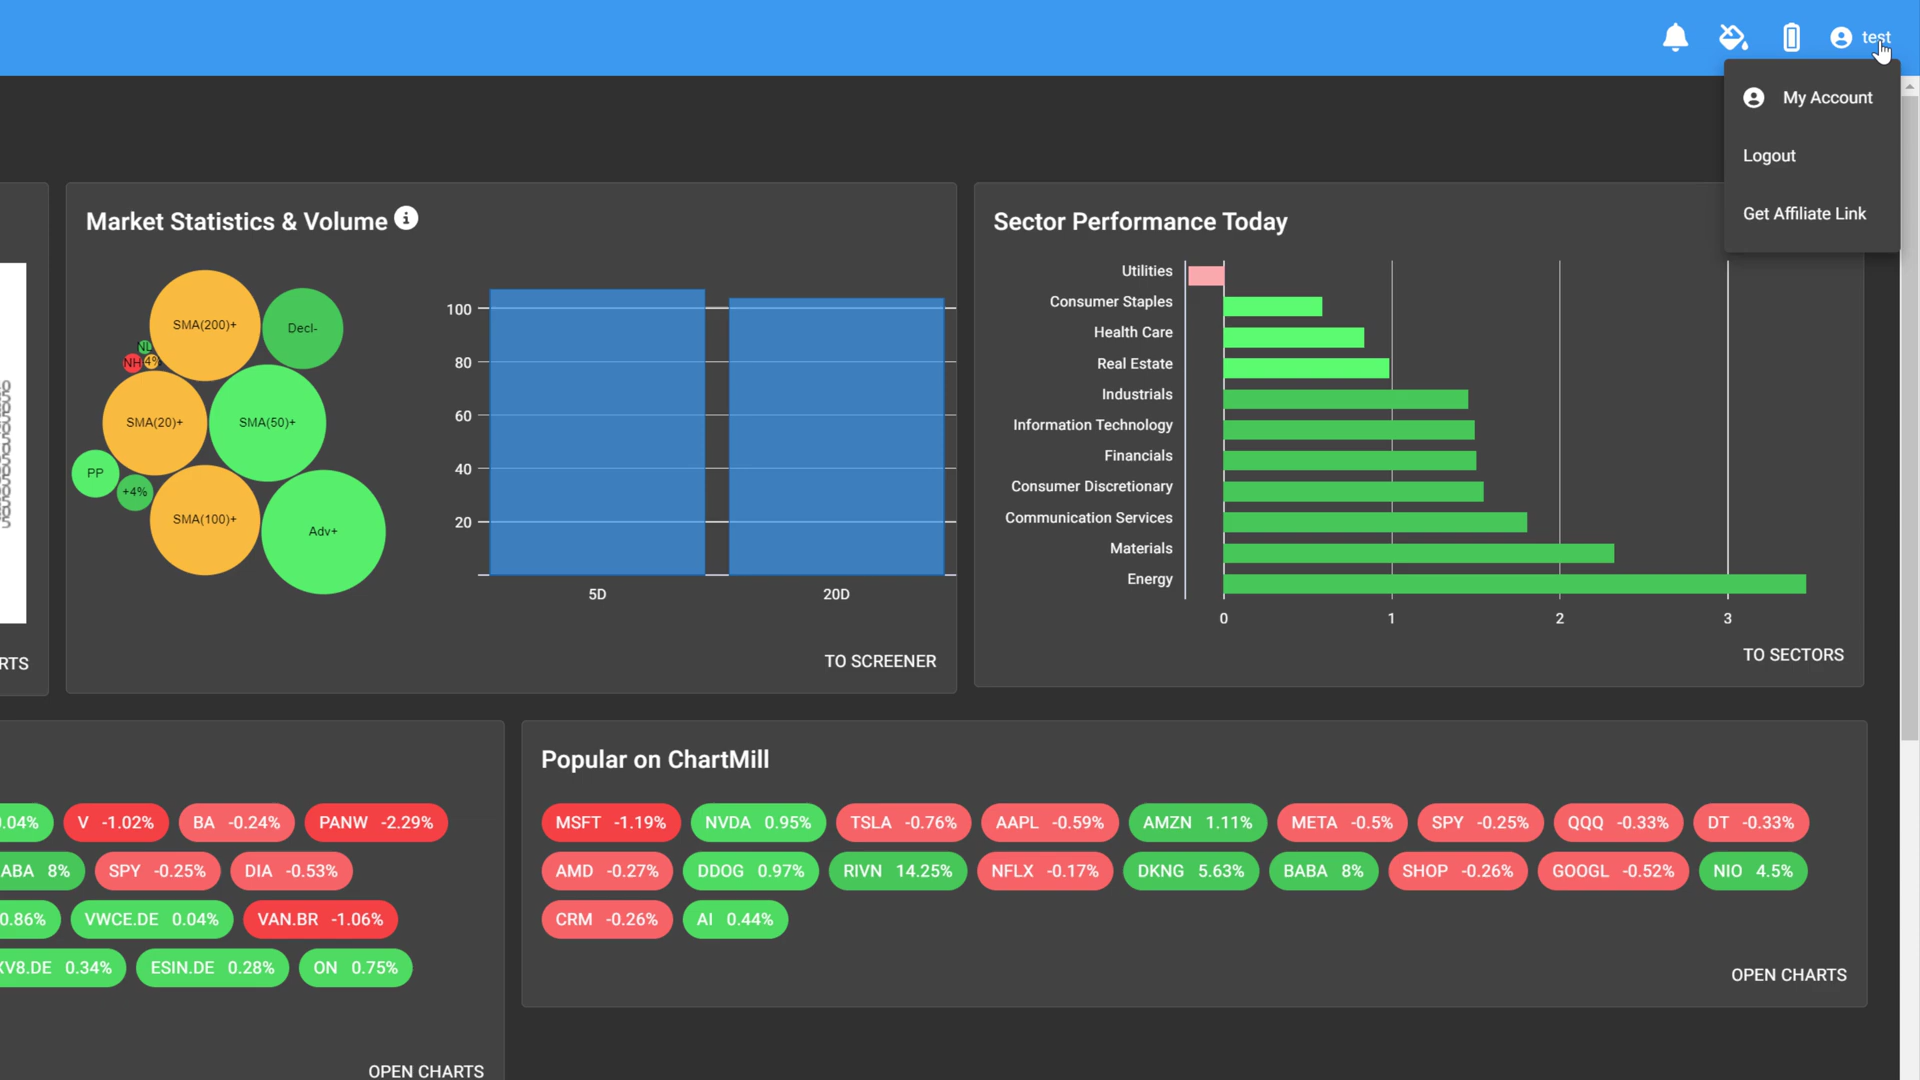 test
My Account
Logout
Get Affiliate Link
Market Statistics & Volume
SMA(200)+
Decl-
NH
SMA(20)+
SMA(50)+
PP
+4%
SMA(100)+
Adv+
100
80
60
40
20
5D
20D
TO SCREENER
RTS
Sector Performance Today
Utilities
Consumer Staples
Health Care
Real Estate
Industrials
Information Technology
Financials
Consumer Discretionary
Communication Services
Materials
Energy
0 1 2 3
TO SECTORS
.04% V -1.02% BA -0.24% PANW -2.29%
ABA 8% SPY -0.25% DIA -0.53%
0.86% VWCE.DE 0.04% VAN.BR -1.06%
XV8.DE 0.34% ESIN.DE 0.28% ON 0.75%
OPEN CHARTS
Popular on ChartMill
MSFT -1.19% NVDA 0.95% TSLA -0.76% AAPL -0.59% AMZN 1.11% META -0.5% SPY -0.25% QQQ -0.33% DT -0.33%
AMD -0.27% DDOG 0.97% RIVN 14.25% NFLX -0.17% DKNG 5.63% BABA 8% SHOP -0.26% GOOGL -0.52% NIO 4.5%
CRM -0.26% AI 0.44%
OPEN CHARTS